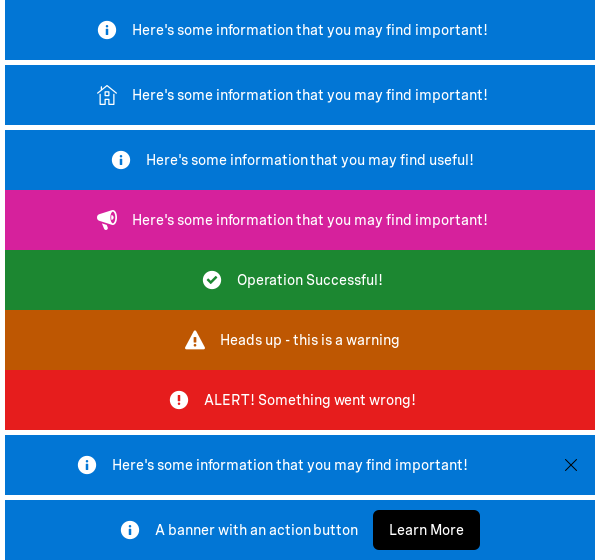 Here's some information that you may find important!
Here's some information that you may find important!
Here's some information that you may find useful!
Here's some information that you may find important!
Operation Successful!
Heads up - this is a warning
ALERT! Something went wrong!
Here's some information that you may find important!
A banner with an action button Learn More